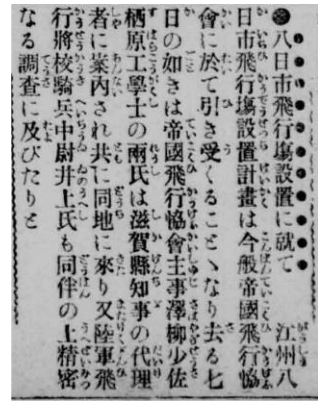 ●八日市飛行塲設置に就て　江州八
日市飛行塲設置計畫は今般帝國飛行協
會に於て引き受くることゝなり去る七
日の如きは帝國飛行協會主事澤柳少佐
栖原工學士の兩氏は滋賀縣知事の代理
者に案内され共に同地に來り又陸軍飛
行將校騎兵中尉井上氏も同伴の上精密
なる調査に及びたりと